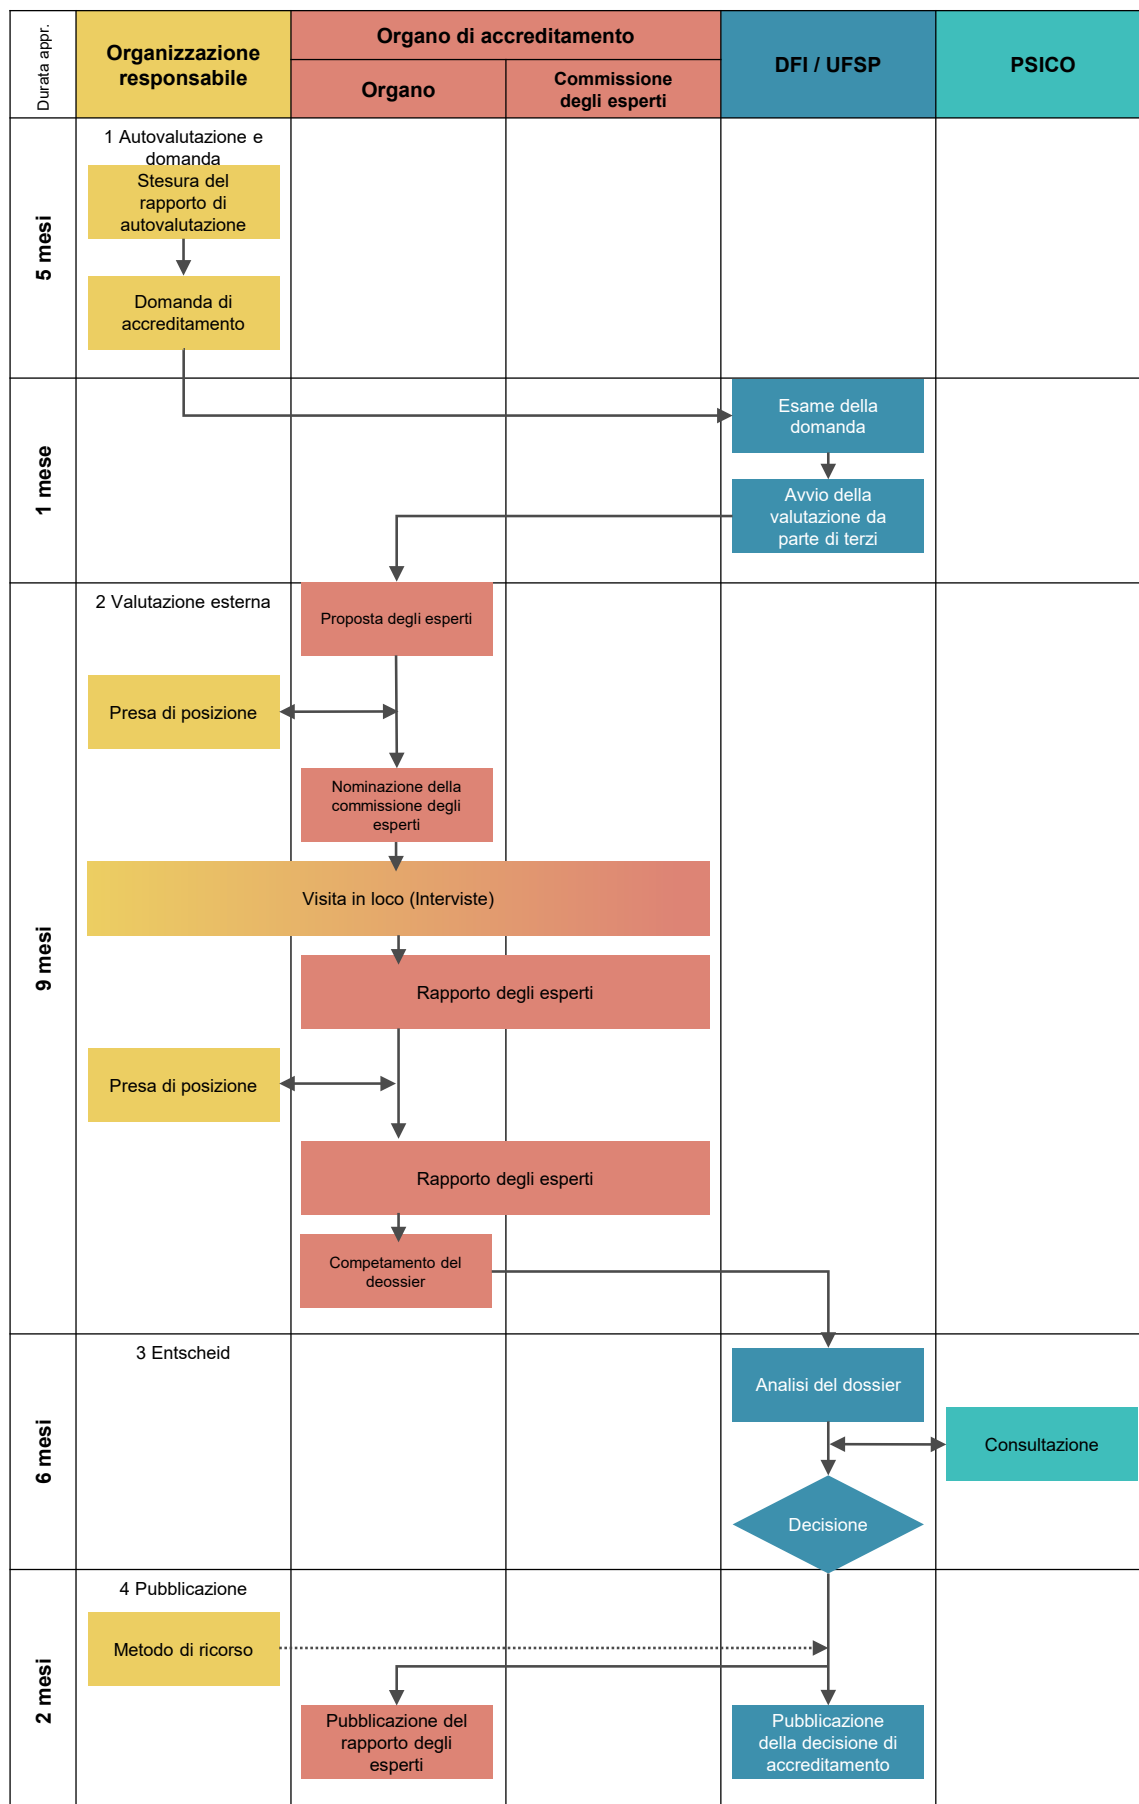 Durata appr.
Organizzazione
responsabile
Organo di accreditamento
Organo
Commissione
degli esperti
DFI / UFSP
PSICO
5 mesi
1 Autovalutazione e
domanda
Stesura del
rapporto di
autovalutazione
Domanda di
accreditamento
1 mese
Esame della
domanda
Avvio della
valutazione da
parte di terzi
9 mesi
2 Valutazione esterna
Proposta degli esperti
Presa di posizione
Nominazione della
commissione degli
esperti
Visita in loco (Interviste)
Rapporto degli esperti
Presa di posizione
Rapporto degli esperti
Competamento del
deossier
6 mesi
3 Entscheid
Analisi del dossier
Consultazione
Decisione
2 mesi
4 Pubblicazione
Metodo di ricorso
Pubblicazione del
rapporto degli
esperti
Pubblicazione
della decisione di
accreditamento